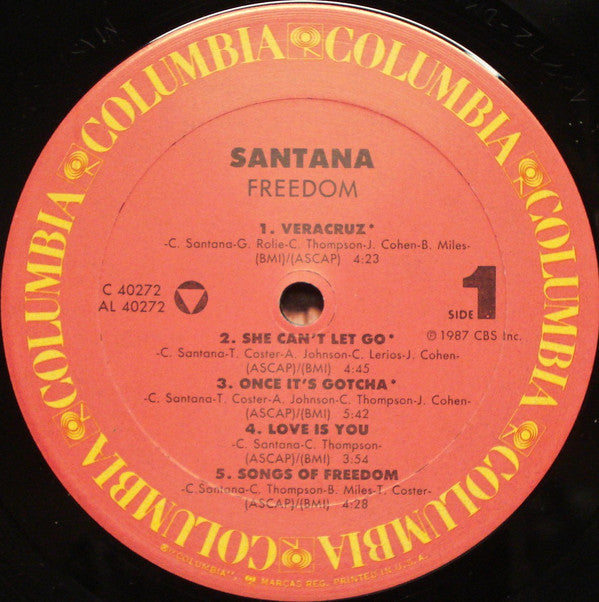 COLUMBIA COLUMBIA COLUMBIA COLUMBIA COLUMBIA COLUMBIA
SANTANA
FREEDOM
1. VERACRUZ*
-C. Santana-G. Rolie-C. Thompson-J. Cohen-B. Miles-
(BMI)/(ASCAP) 4:23
C 40272
AL 40272
SIDE 1
℗ 1987 CBS Inc.
2. SHE CAN'T LET GO*
-C. Santana-T. Coster-A. Johnson-C. Lerios-J. Cohen-
(ASCAP)/(BMI) 4:45
3. ONCE IT'S GOTCHA*
-C. Santana-T. Coster-A. Johnson-C. Thompson-J. Cohen-
(ASCAP)/(BMI) 5:42
4. LOVE IS YOU
-C. Santana-C. Thompson-
(ASCAP)/(BMI) 3:54
5. SONGS OF FREEDOM
-C.Santana-C. Thompson-B. Miles-T. Coster-
(ASCAP)/(BMI) 4:28
"COLUMBIA" MARCAS REG. PRINTED IN U.S.A.